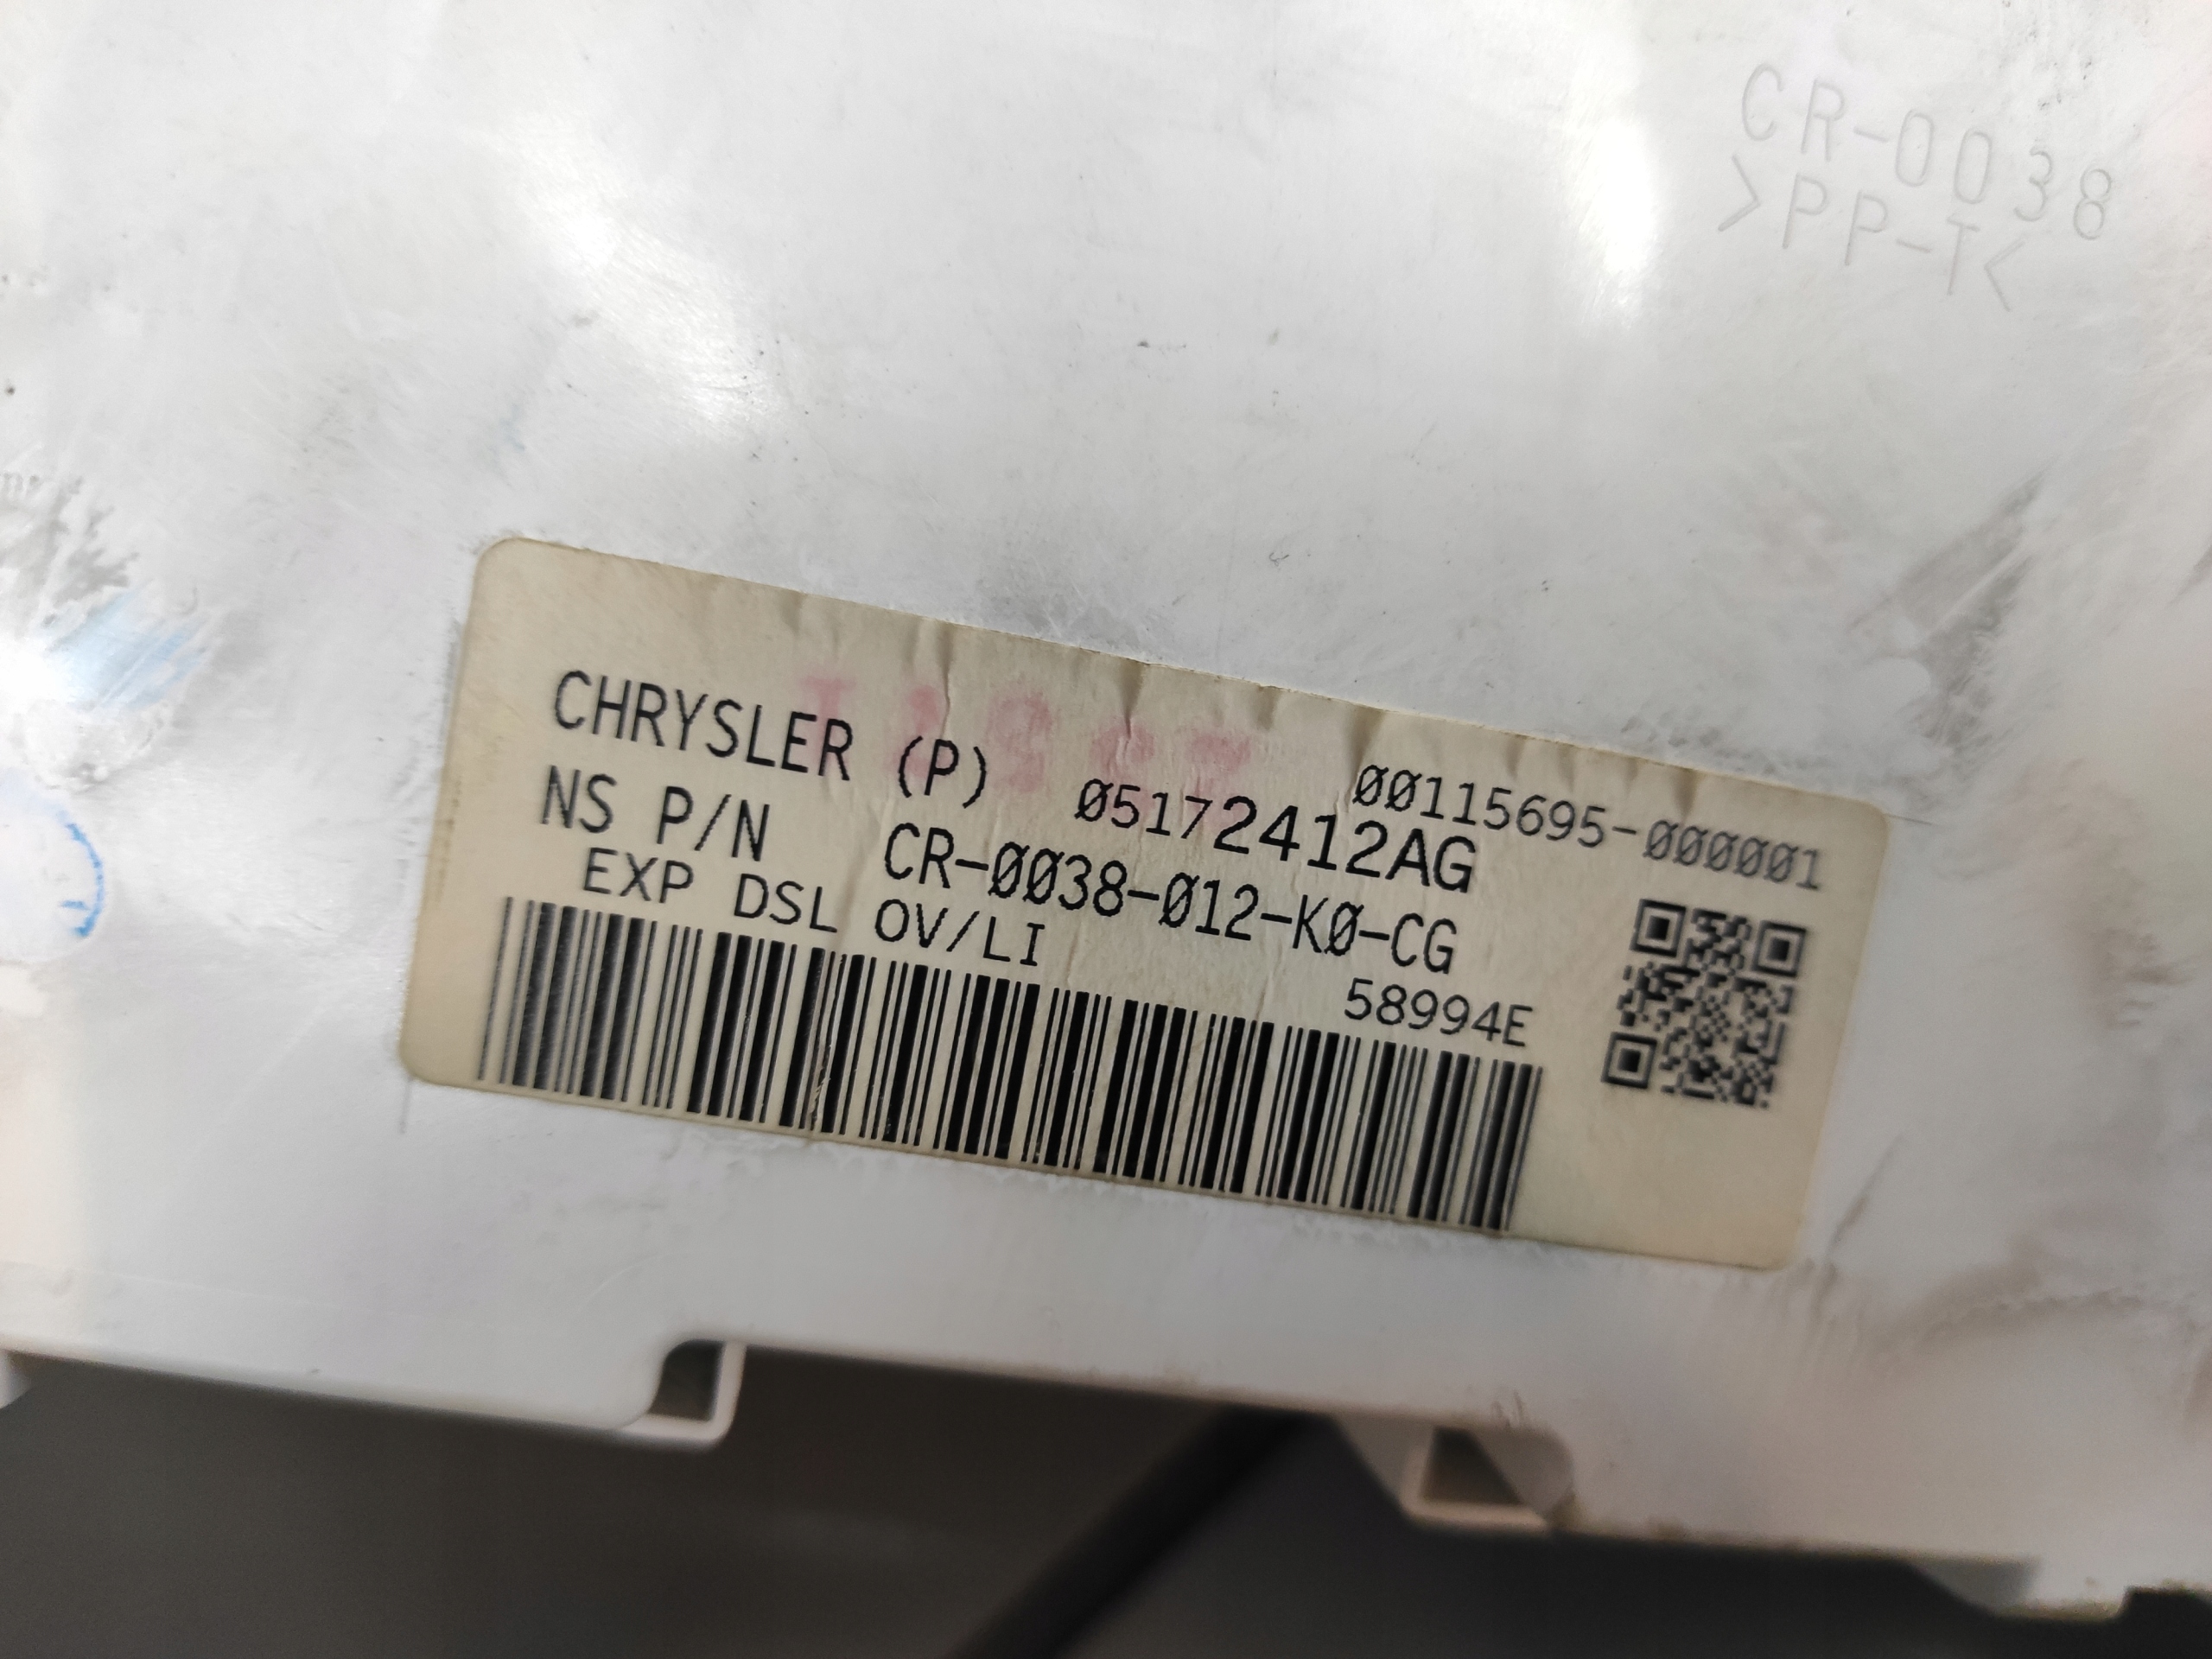 CR-0038
>PP-T<
00115695-000001
CHRYSLER (P) 05172412AG
NS P/N CR-0038-012-K0-CG
EXP DSL OV/LI 58994E